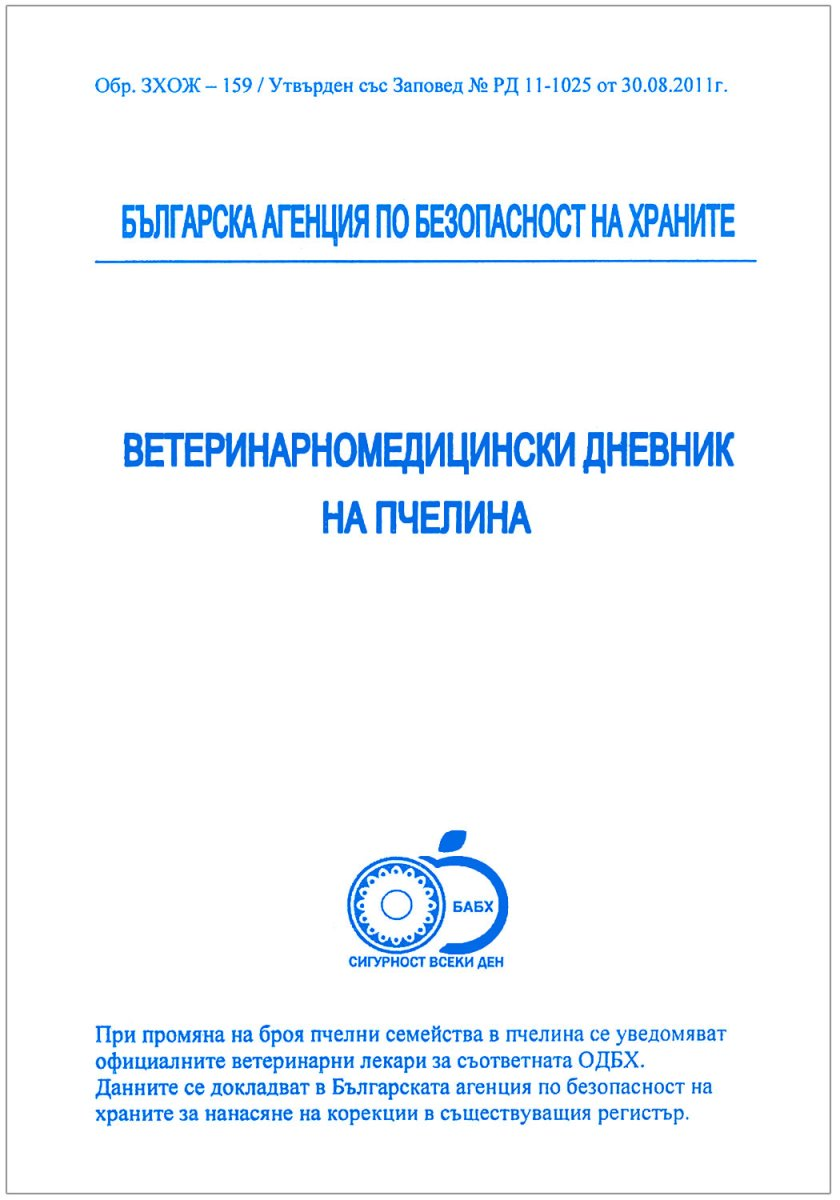 Обр. ЗХОЖ – 159 / Утвърден със Заповед № РД 11-1025 от 30.08.2011г.
БЪЛГАРСКА АГЕНЦИЯ ПО БЕЗОПАСНОСТ НА ХРАНИТЕ
ВЕТЕРИНАРНОМЕДИЦИНСКИ ДНЕВНИК
НА ПЧЕЛИНА
БАБХ
СИГУРНОСТ ВСЕКИ ДЕН
При промяна на броя пчелни семейства в пчелина се уведомяват
официалните ветеринарни лекари за съответната ОДБХ.
Данните се докладват в Българската агенция по безопасност на
храните за нанасяне на корекции в съществуващия регистър.